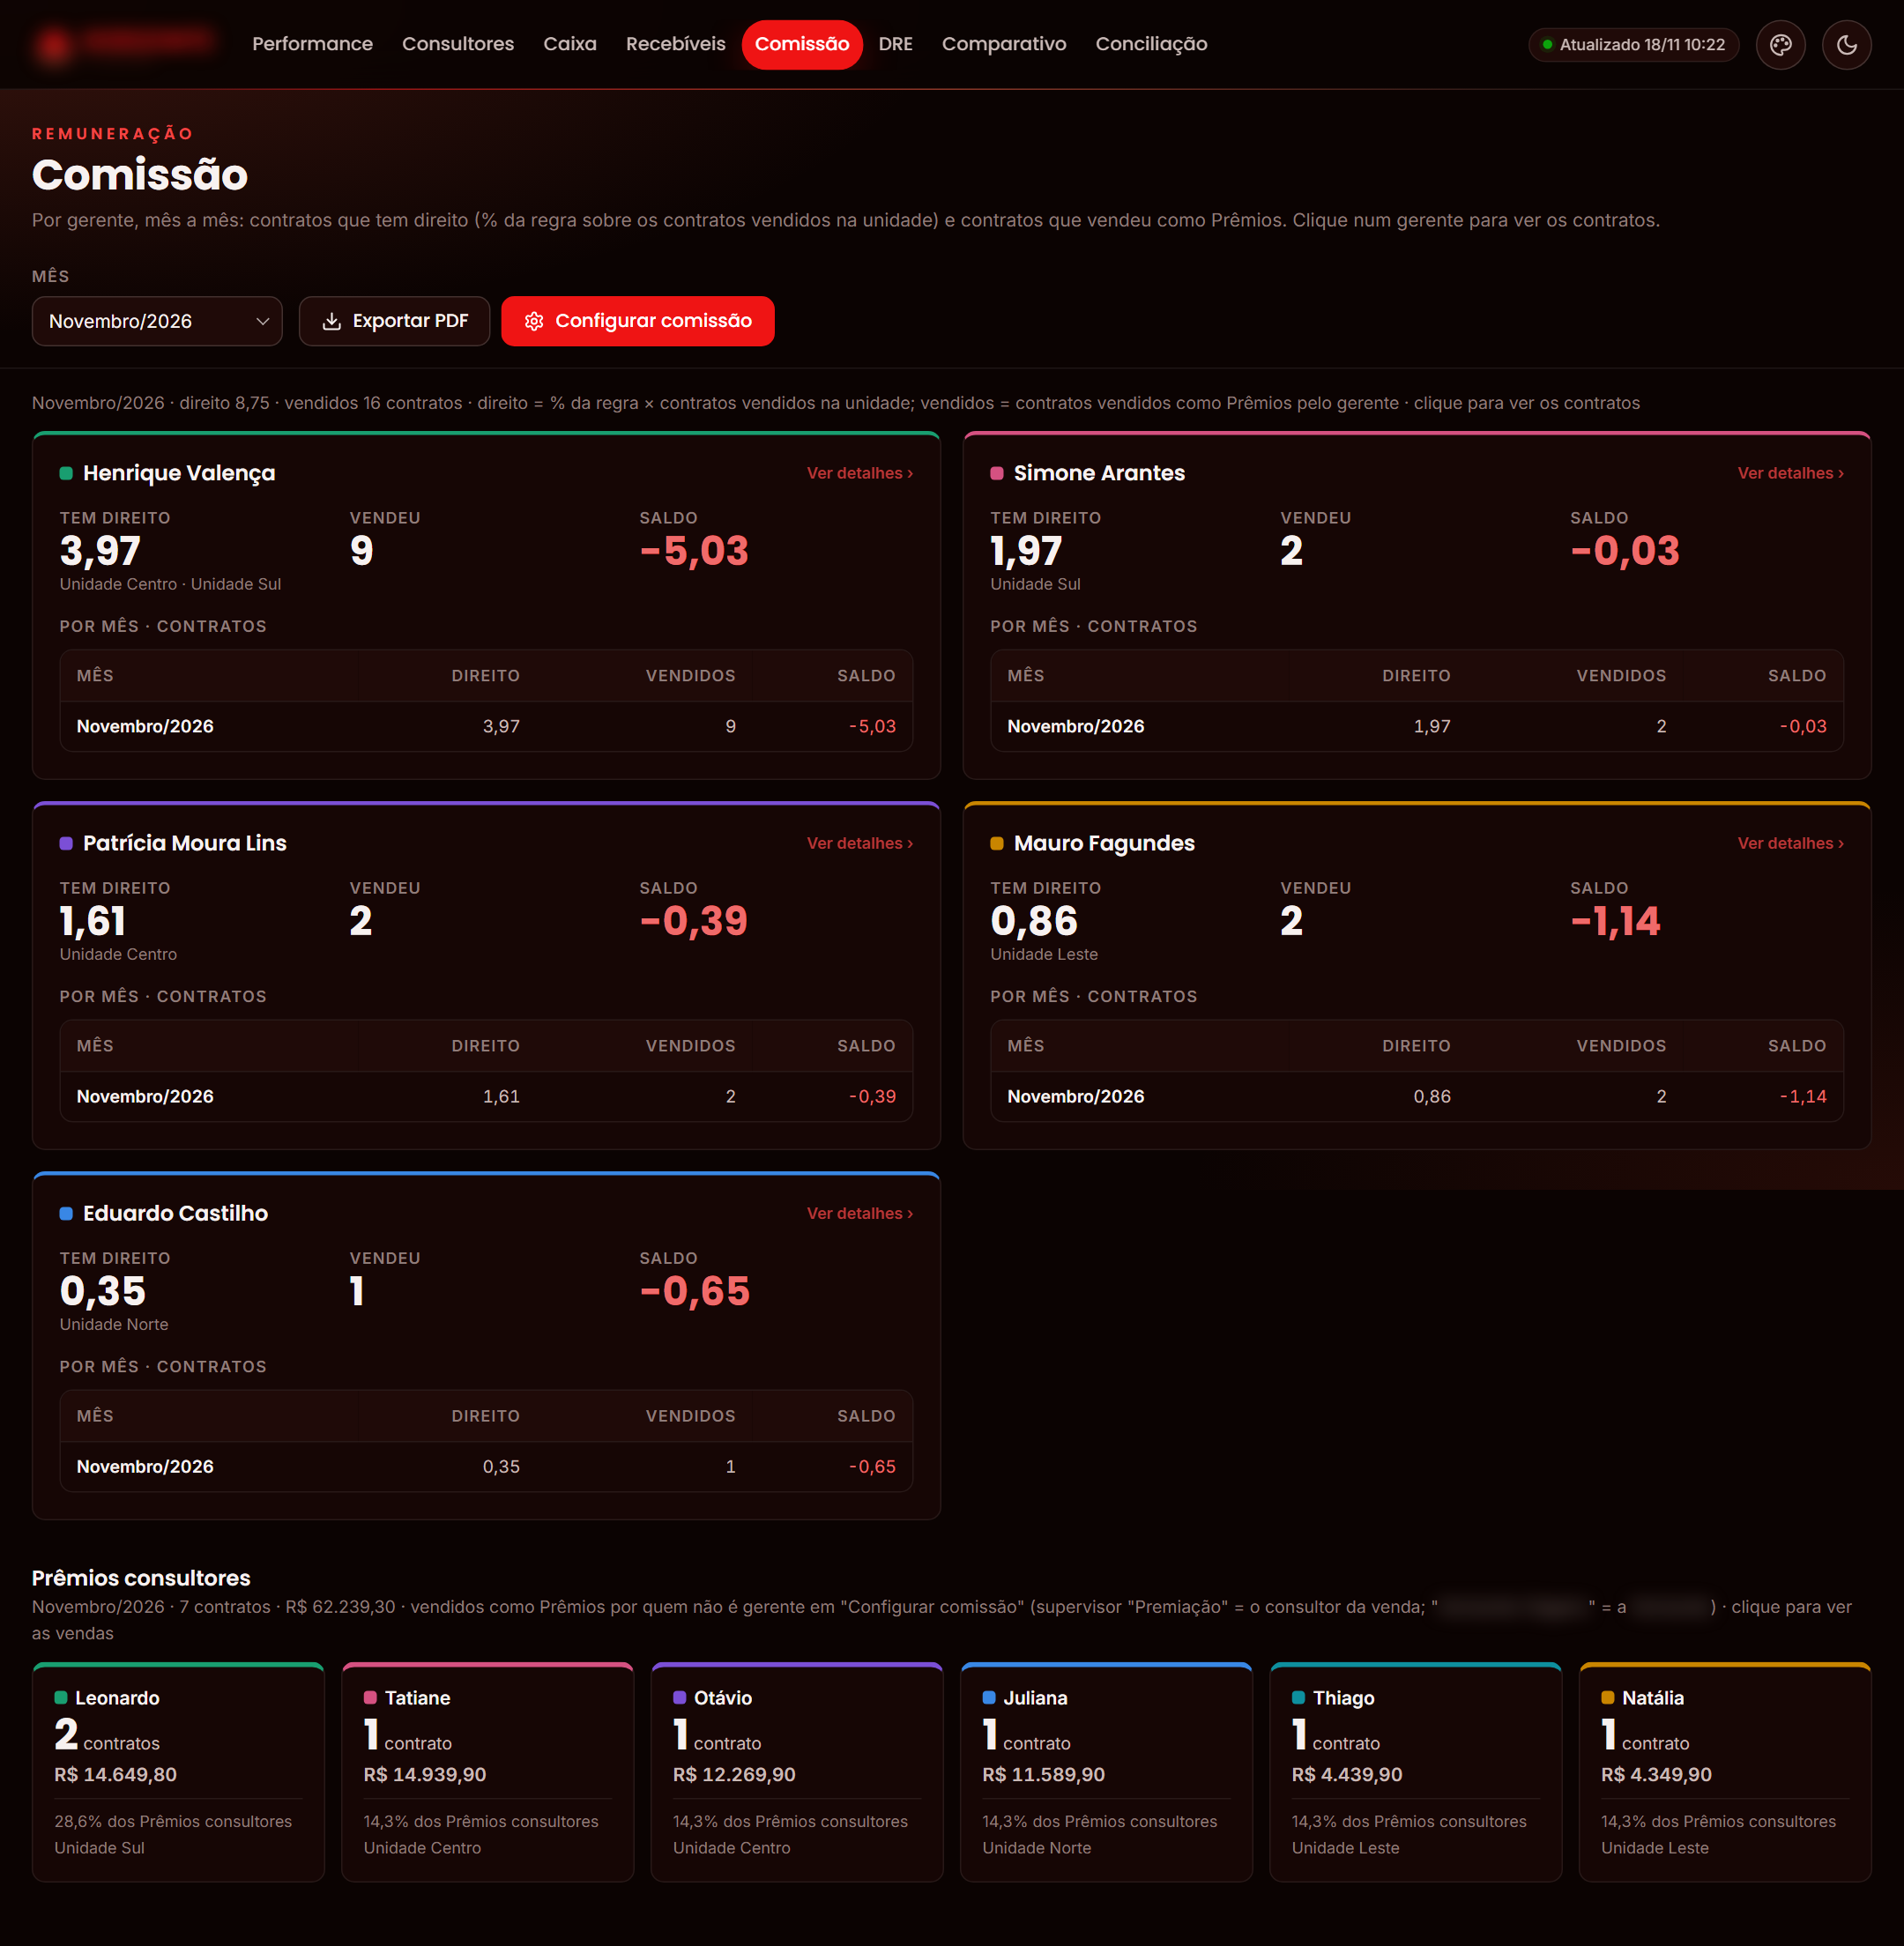 Performance Consultores Caixa Recebíveis Comissão DRE Comparativo Conciliação Atualizado 18/11 10:22
REMUNERAÇÃO
Comissão
Por gerente, mês a mês: contratos que tem direito (% da regra sobre os contratos vendidos na unidade) e contratos que vendeu como Prêmios. Clique num gerente para ver os contratos.
MÊS
Novembro/2026 Exportar PDF Configurar comissão
Novembro/2026 · direito 8,75 · vendidos 16 contratos · direito = % da regra × contratos vendidos na unidade; vendidos = contratos vendidos como Prêmios pelo gerente · clique para ver os contratos
Henrique Valença Ver detalhes ›
TEM DIREITO VENDEU SALDO
3,97 9 -5,03
Unidade Centro · Unidade Sul
POR MÊS · CONTRATOS
MÊS DIREITO VENDIDOS SALDO
Novembro/2026 3,97 9 -5,03
Simone Arantes Ver detalhes ›
TEM DIREITO VENDEU SALDO
1,97 2 -0,03
Unidade Sul
POR MÊS · CONTRATOS
MÊS DIREITO VENDIDOS SALDO
Novembro/2026 1,97 2 -0,03
Patrícia Moura Lins Ver detalhes ›
TEM DIREITO VENDEU SALDO
1,61 2 -0,39
Unidade Centro
POR MÊS · CONTRATOS
MÊS DIREITO VENDIDOS SALDO
Novembro/2026 1,61 2 -0,39
Mauro Fagundes Ver detalhes ›
TEM DIREITO VENDEU SALDO
0,86 2 -1,14
Unidade Leste
POR MÊS · CONTRATOS
MÊS DIREITO VENDIDOS SALDO
Novembro/2026 0,86 2 -1,14
Eduardo Castilho Ver detalhes ›
TEM DIREITO VENDEU SALDO
0,35 1 -0,65
Unidade Norte
POR MÊS · CONTRATOS
MÊS DIREITO VENDIDOS SALDO
Novembro/2026 0,35 1 -0,65
Prêmios consultores
Novembro/2026 · 7 contratos · R$ 62.239,30 · vendidos como Prêmios por quem não é gerente em "Configurar comissão" (supervisor "Premiação" = o consultor da venda; " " = a ) · clique para ver
as vendas
Leonardo
2 contratos
R$ 14.649,80
28,6% dos Prêmios consultores
Unidade Sul
Tatiane
1 contrato
R$ 14.939,90
14,3% dos Prêmios consultores
Unidade Centro
Otávio
1 contrato
R$ 12.269,90
14,3% dos Prêmios consultores
Unidade Centro
Juliana
1 contrato
R$ 11.589,90
14,3% dos Prêmios consultores
Unidade Norte
Thiago
1 contrato
R$ 4.439,90
14,3% dos Prêmios consultores
Unidade Leste
Natália
1 contrato
R$ 4.349,90
14,3% dos Prêmios consultores
Unidade Leste